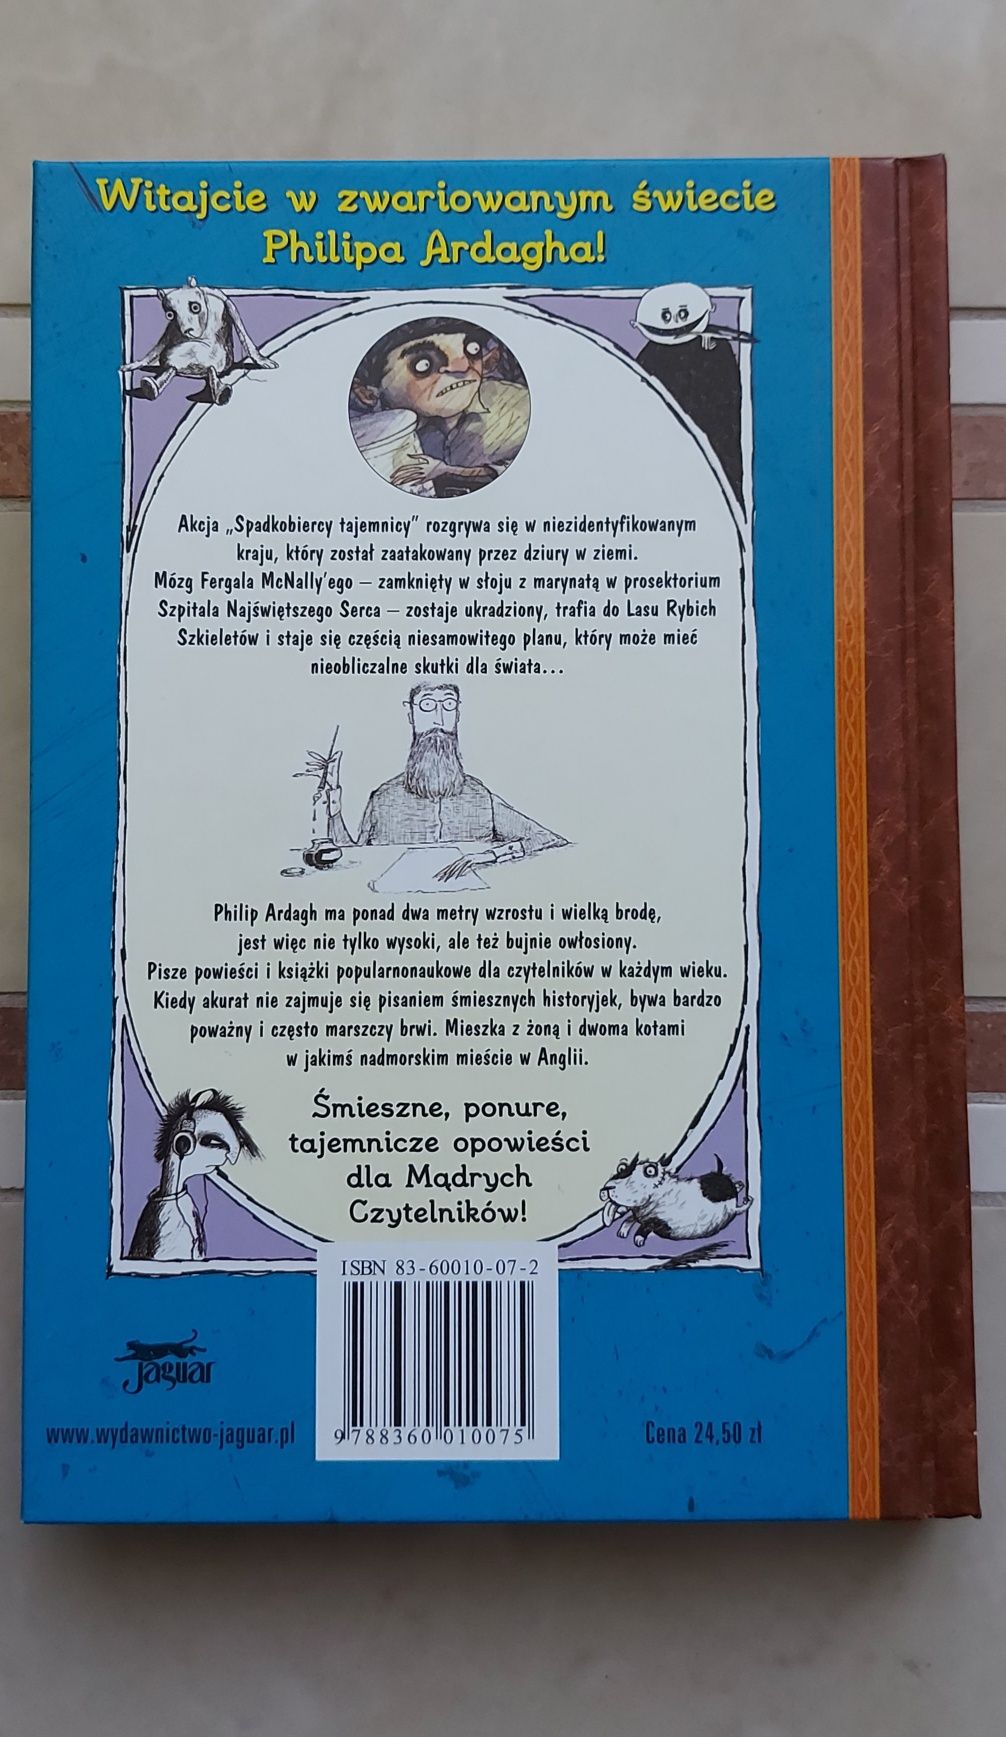 Witajcie w zwariowanym świecie
Philipa Ardagha!
Akcja „Spadkobiercy tajemnicy” rozgrywa się w niezidentyfikowanym
kraju, który został zaatakowany przez dziury w ziemi.
Mózg Fergala McNally'ego – zamknięty w słoju z marynatą w prosektorium
Szpitala Najświętszego Serca – zostaje ukradziony, trafia do Lasu Rybich
Szkieletów i staje się częścią niesamowitego planu, który może mieć
nieobliczalne skutki dla świata...
Philip Ardagh ma ponad dwa metry wzrostu i wielką brodę,
jest więc nie tylko wysoki, ale też bujnie owłosiony.
Pisze powieści i książki popularnonaukowe dla czytelników w każdym wieku.
Kiedy akurat nie zajmuje się pisaniem śmiesznych historyjek, bywa bardzo
poważny i często marszczy brwi. Mieszka z żoną i dwoma kotami
w jakimś nadmorskim mieście w Anglii.
Śmieszne, ponure,
tajemnicze opowieści
dla Mądrych
Czytelników!
ISBN 83-60010-07-2
9 788360 010075
Jaguar
www.wydawnictwo-jaguar.pl
Cena 24,50 zł